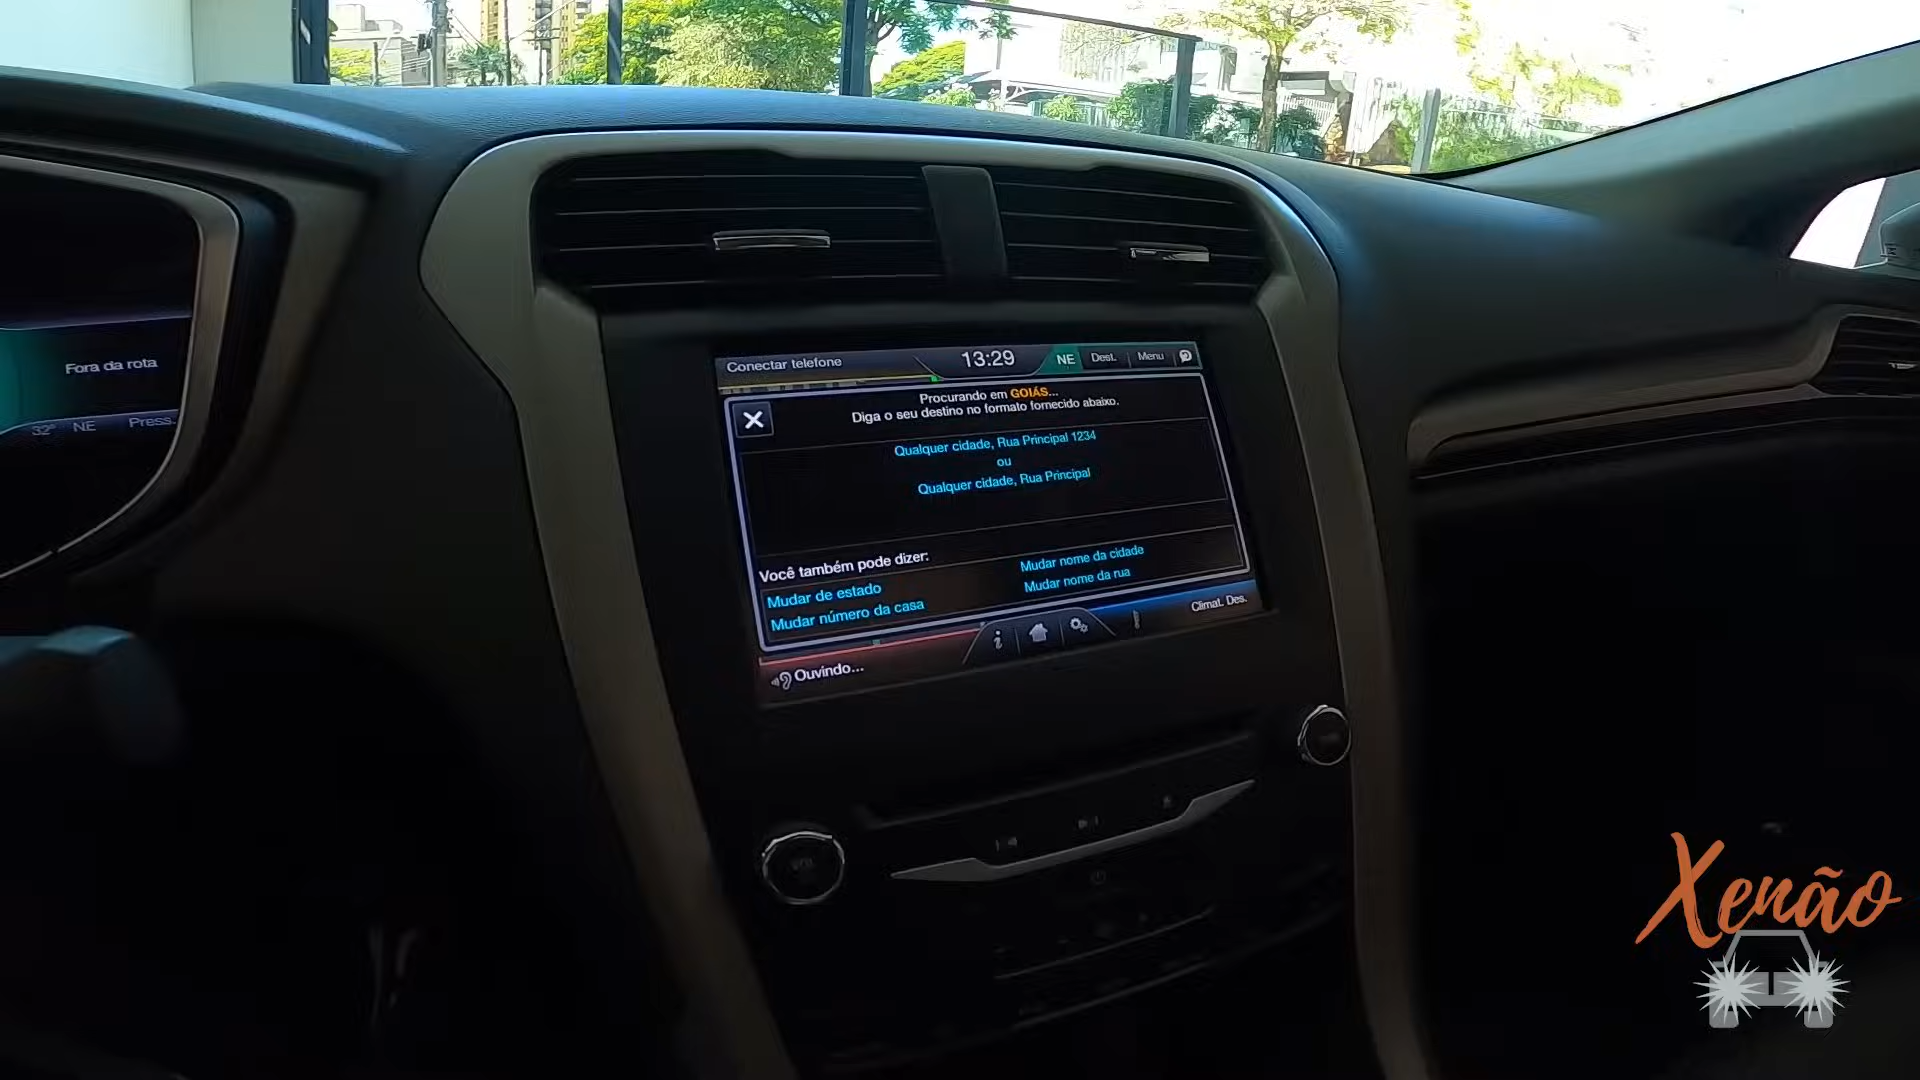 Fora da rota
32° NE Press.
Conectar telefone
13:29
NE
Dest.
Menu
Procurando em GOIÁS...
Diga o seu destino no formato fornecido abaixo.
Qualquer cidade, Rua Principal 1234
ou
Qualquer cidade, Rua Principal
Você também pode dizer:
Mudar de estado
Mudar nome da cidade
Mudar número da casa
Mudar nome da rua
Climat. Des.
Ouvindo...
VOL
Xenão